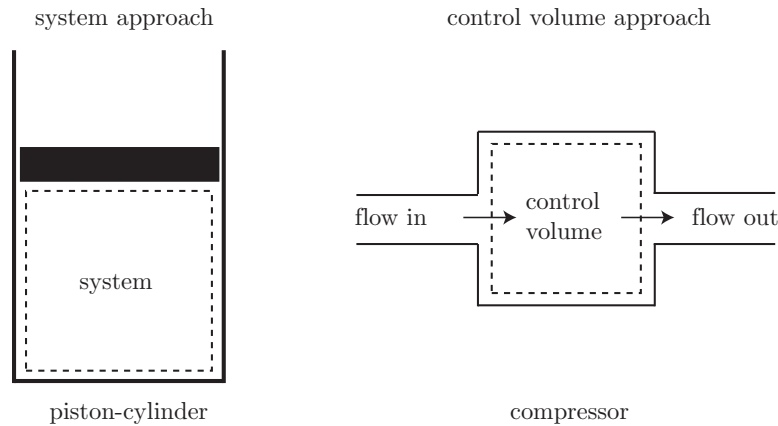 system approach
control volume approach
flow in
control
volume
flow out
system
piston-cylinder
compressor